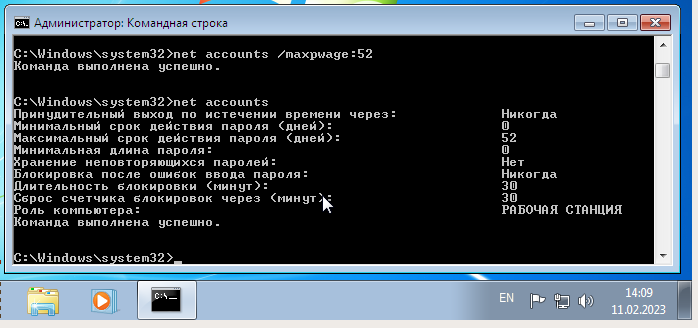 Администратор: Командная строка
C:\Windows\system32>net accounts /maxpwage:52
Команда выполнена успешно.
C:\Windows\system32>net accounts
Принудительный выход по истечении времени через: Никогда
Минимальный срок действия пароля (дней): 0
Максимальный срок действия пароля (дней): 52
Минимальная длина пароля: 0
Хранение неповторяющихся паролей: Нет
Блокировка после ошибок ввода пароля: Никогда
Длительность блокировки (минут): 30
Сброс счетчика блокировок через (минут): 30
Роль компьютера: РАБОЧАЯ СТАНЦИЯ
Команда выполнена успешно.
C:\Windows\system32>_
C:\_
EN
14:09
11.02.2023